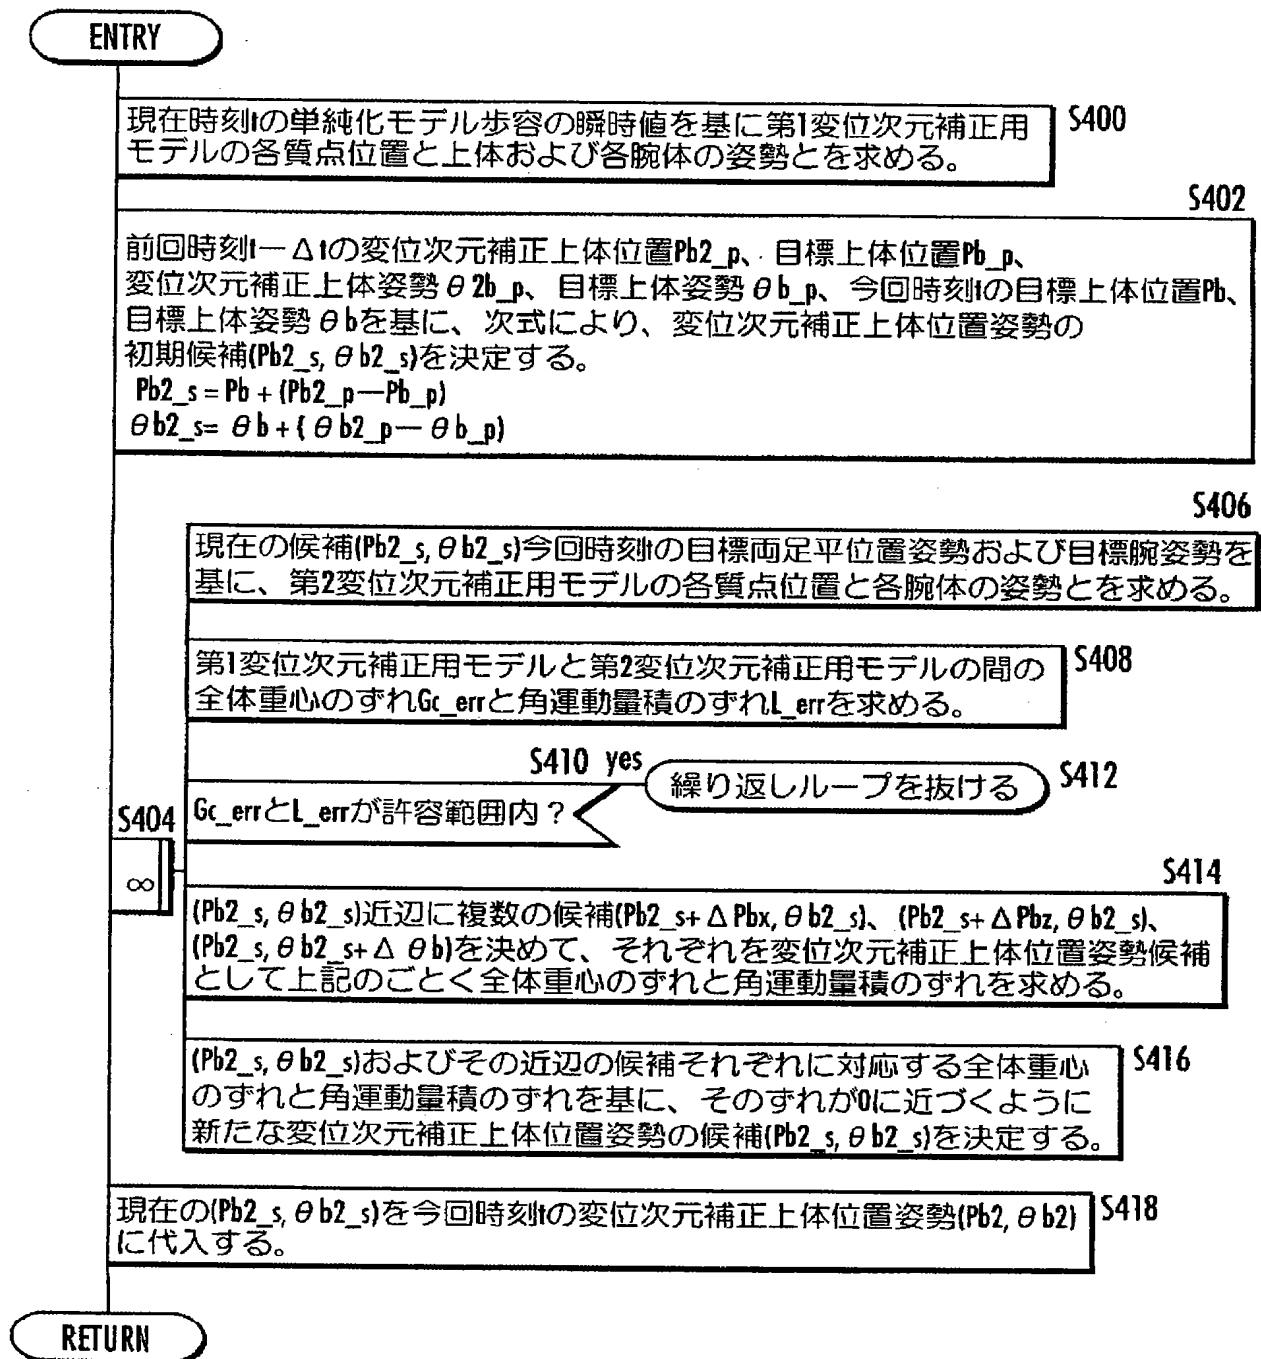 ENTRY
S400
現在時刻tの単純化モデル歩容の瞬時値を基に第1変位次元補正用
モデルの各質点位置と上体および各腕体の姿勢とを求める。
S402
前回時刻t－Δtの変位次元補正上体位置Pb2_p、目標上体位置Pb_p、
変位次元補正上体姿勢θ2b_p、目標上体姿勢θb_p、今回時刻tの目標上体位置Pb、
目標上体姿勢θbを基に、次式により、変位次元補正上体位置姿勢の
初期候補(Pb2_s, θb2_s)を決定する。
Pb2_s = Pb + (Pb2_p—Pb_p)
θb2_s= θb + ( θb2_p— θb_p)
S406
現在の候補(Pb2_s, θb2_s)今回時刻tの目標両足平位置姿勢および目標腕姿勢を
基に、第2変位次元補正用モデルの各質点位置と各腕体の姿勢とを求める。
S408
第1変位次元補正用モデルと第2変位次元補正用モデルの間の
全体重心のずれGc_errと角運動量積のずれL_errを求める。
S410 yes
繰り返しループを抜ける
S412
Gc_errとL_errが許容範囲内？
S404
∞
S414
(Pb2_s, θb2_s)近辺に複数の候補(Pb2_s+ΔPbx, θb2_s)、(Pb2_s+ΔPbz, θb2_s)、
(Pb2_s, θb2_s+Δθb)を決めて、それぞれを変位次元補正上体位置姿勢候補
として上記のごとく全体重心のずれと角運動量積のずれを求める。
S416
(Pb2_s, θb2_s)およびその近辺の候補それぞれに対応する全体重心
のずれと角運動量積のずれを基に、そのずれが0に近づくように
新たな変位次元補正上体位置姿勢の候補(Pb2_s, θb2_s)を決定する。
S418
現在の(Pb2_s, θb2_s)を今回時刻tの変位次元補正上体位置姿勢(Pb2, θb2)
に代入する。
RETURN